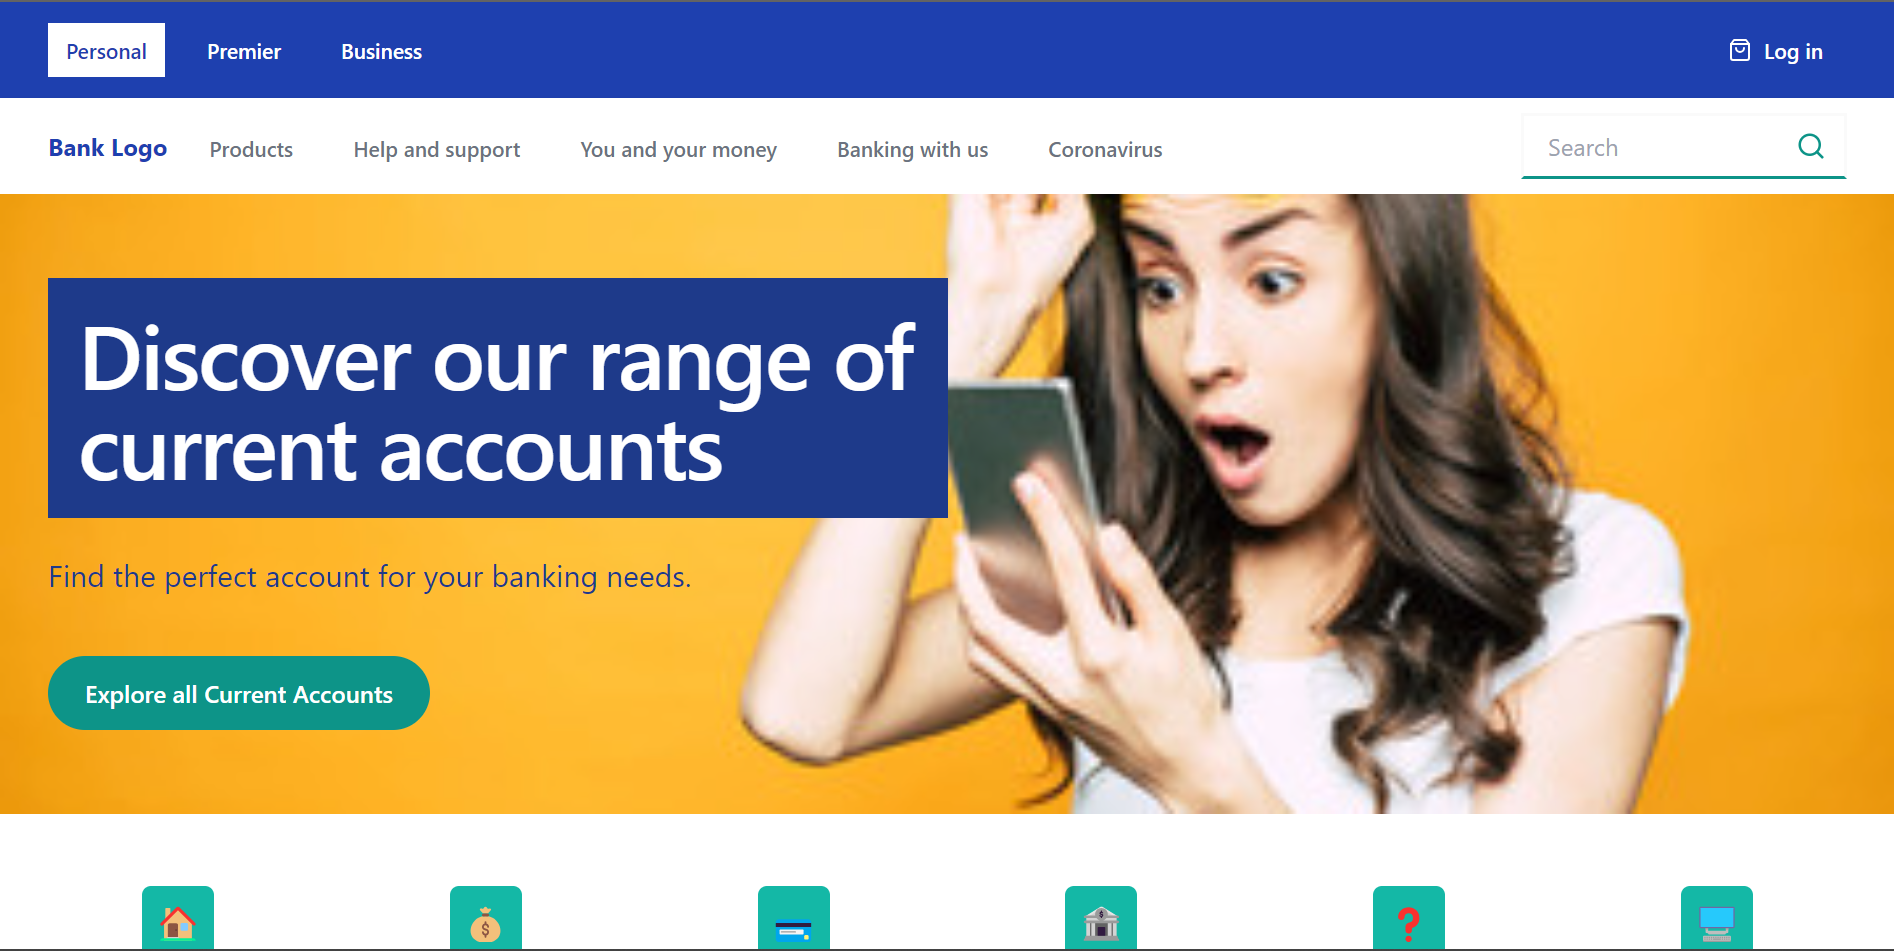 Personal
Premier
Business
Log in
Bank Logo
Products
Help and support
You and your money
Banking with us
Coronavirus
Search
Discover our range of
current accounts
Find the perfect account for your banking needs.
Explore all Current Accounts